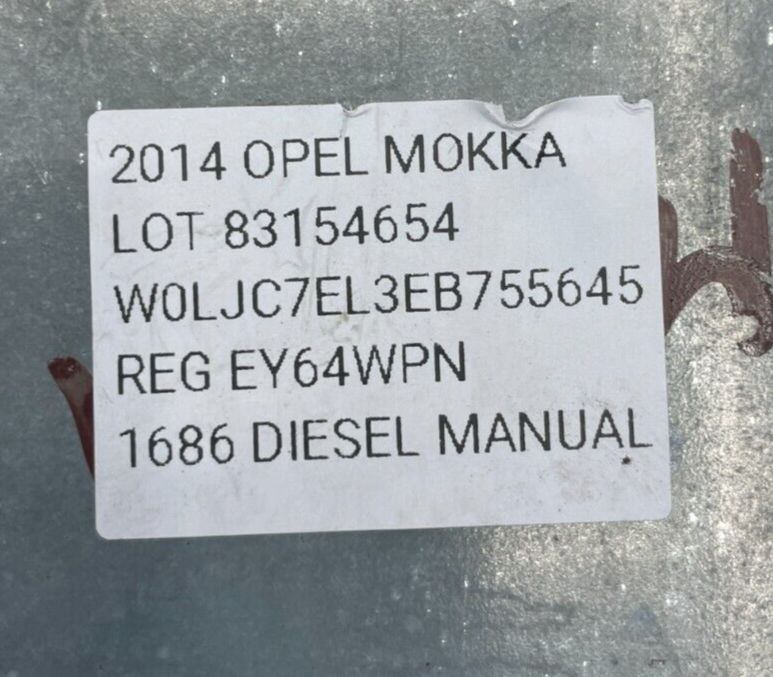 2014 OPEL MOKKA
LOT 83154654
W0LJC7EL3EB755645
REG EY64WPN
1686 DIESEL MANUAL